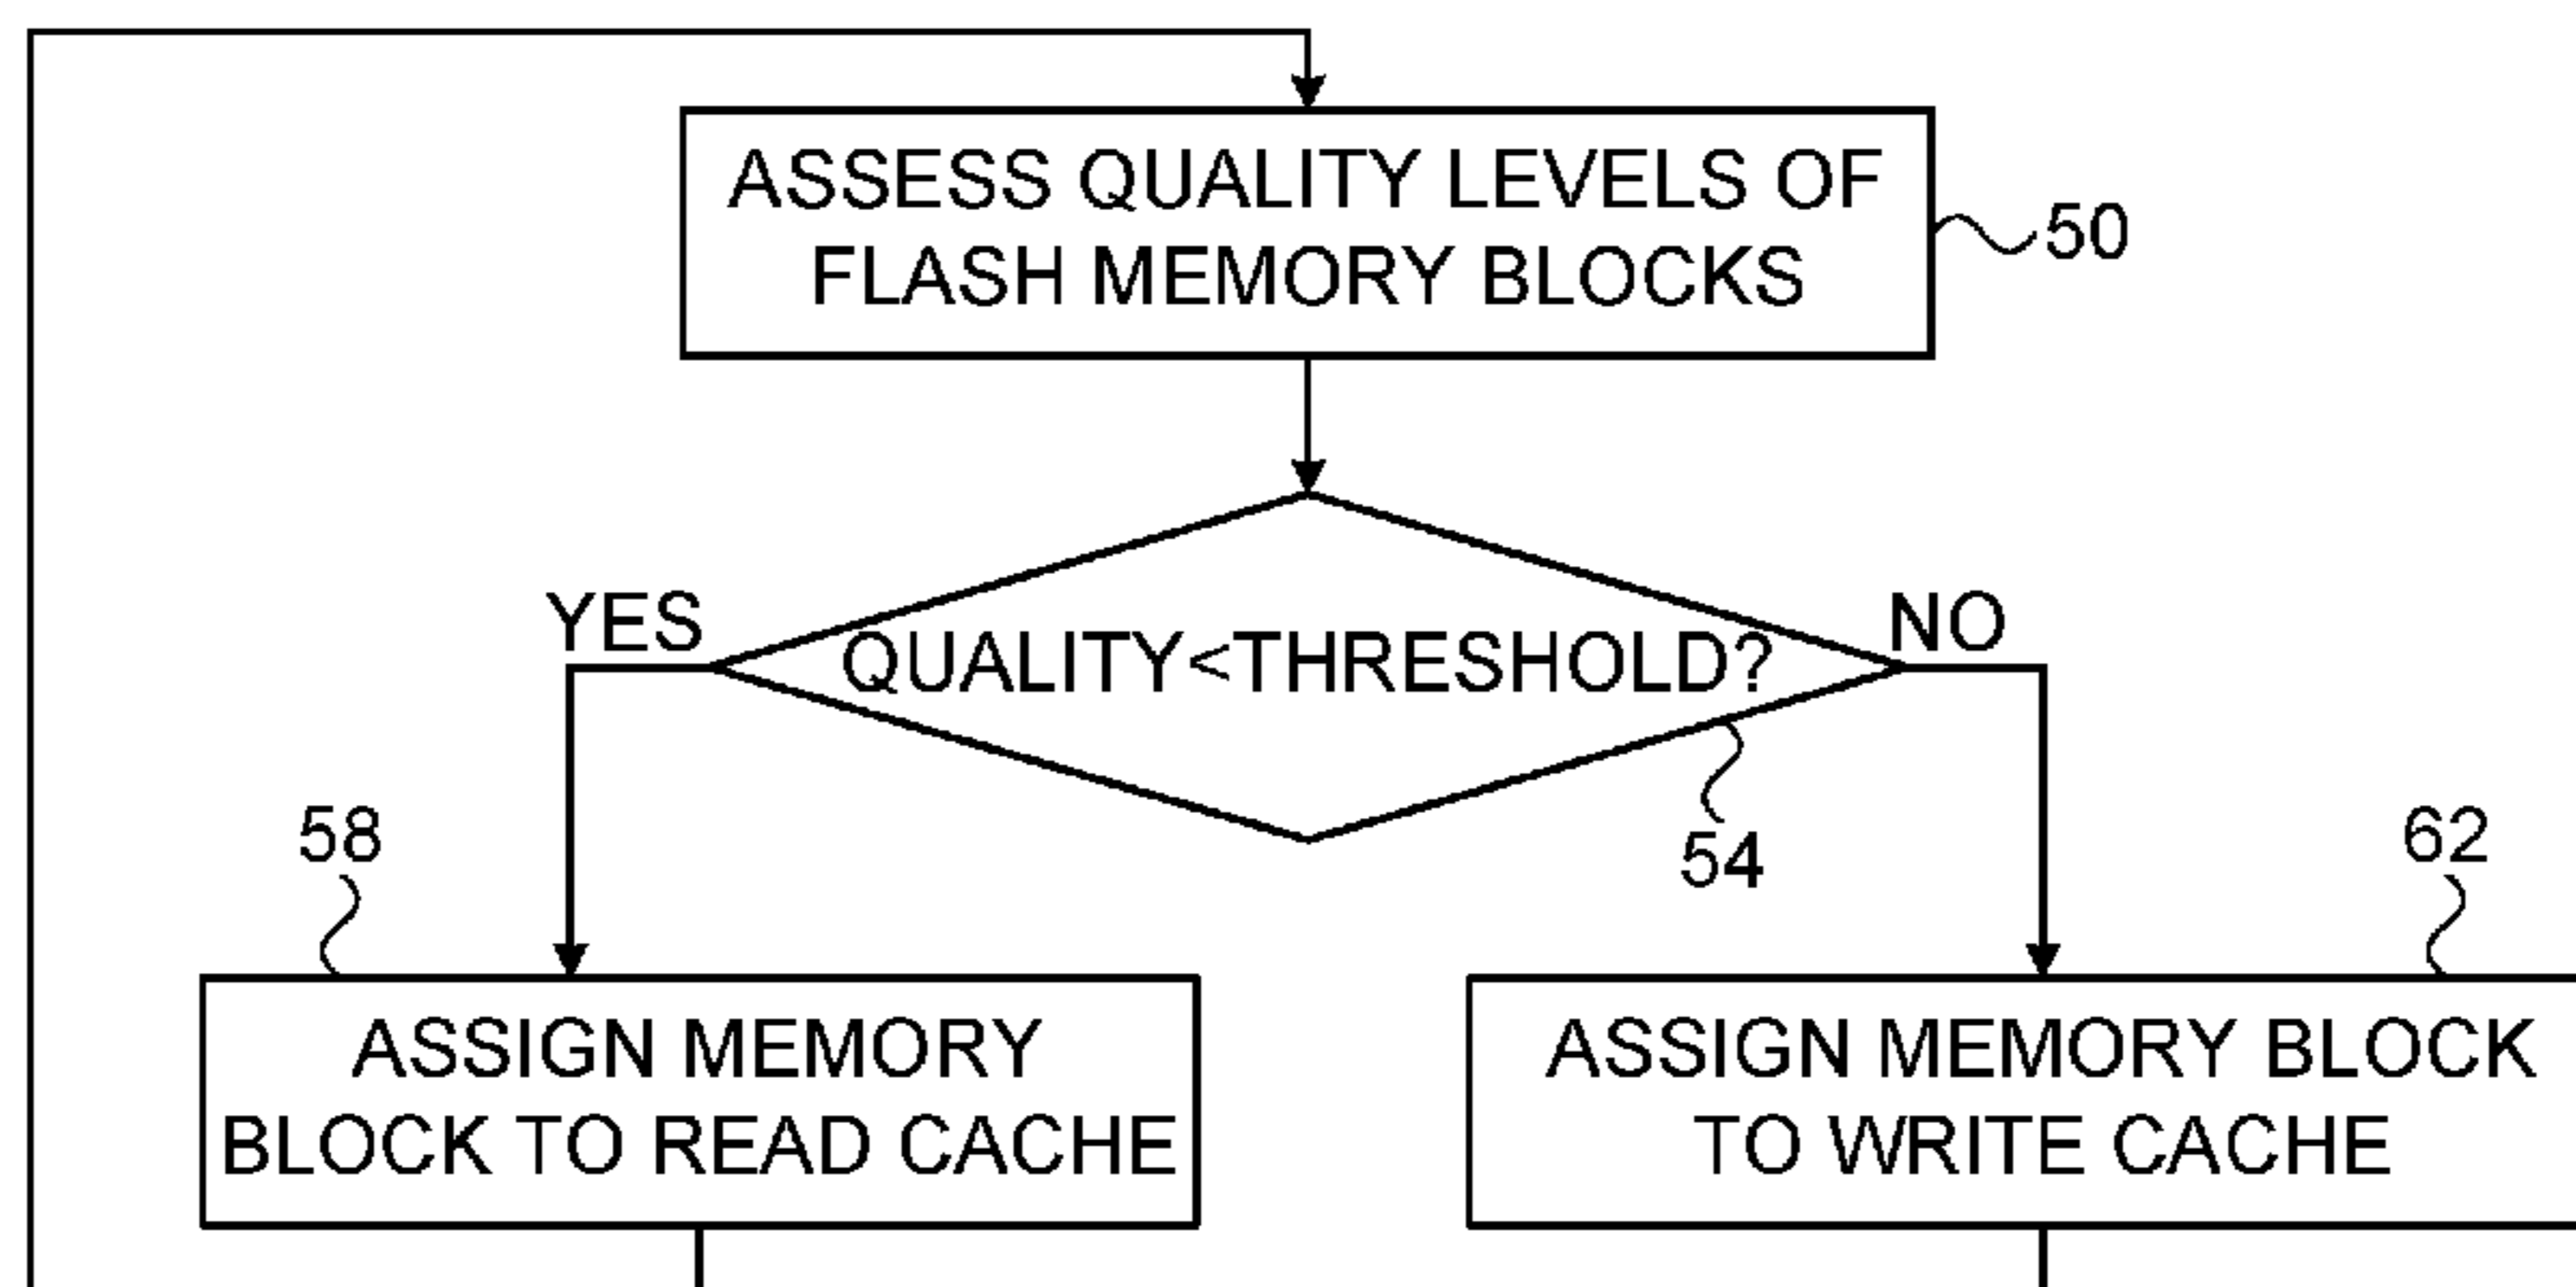 ASSESS QUALITY LEVELS OF
FLASH MEMORY BLOCKS
50
YES
QUALITY<THRESHOLD?
NO
54
58
ASSIGN MEMORY
BLOCK TO READ CACHE
62
ASSIGN MEMORY BLOCK
TO WRITE CACHE